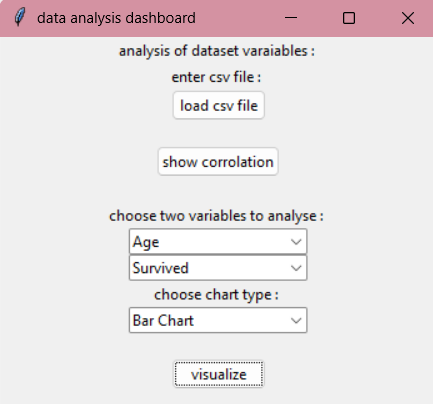 data analysis dashboard
analysis of dataset varaiables :
enter csv file :
load csv file
show corrolation
choose two variables to analyse :
Age
Survived
choose chart type :
Bar Chart
visualize